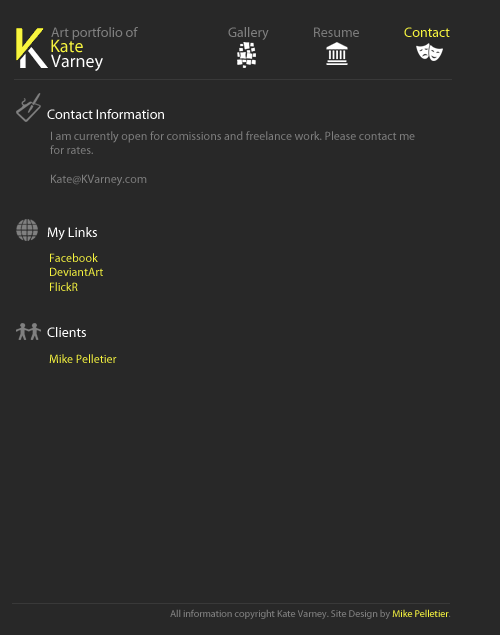 Art portfolio of
Kate
Varney
K
Gallery
Resume
Contact
Contact Information
I am currently open for comissions and freelance work. Please contact me
for rates.
Kate@KVarney.com
My Links
Facebook
DeviantArt
FlickR
Clients
Mike Pelletier
All information copyright Kate Varney. Site Design by Mike Pelletier.